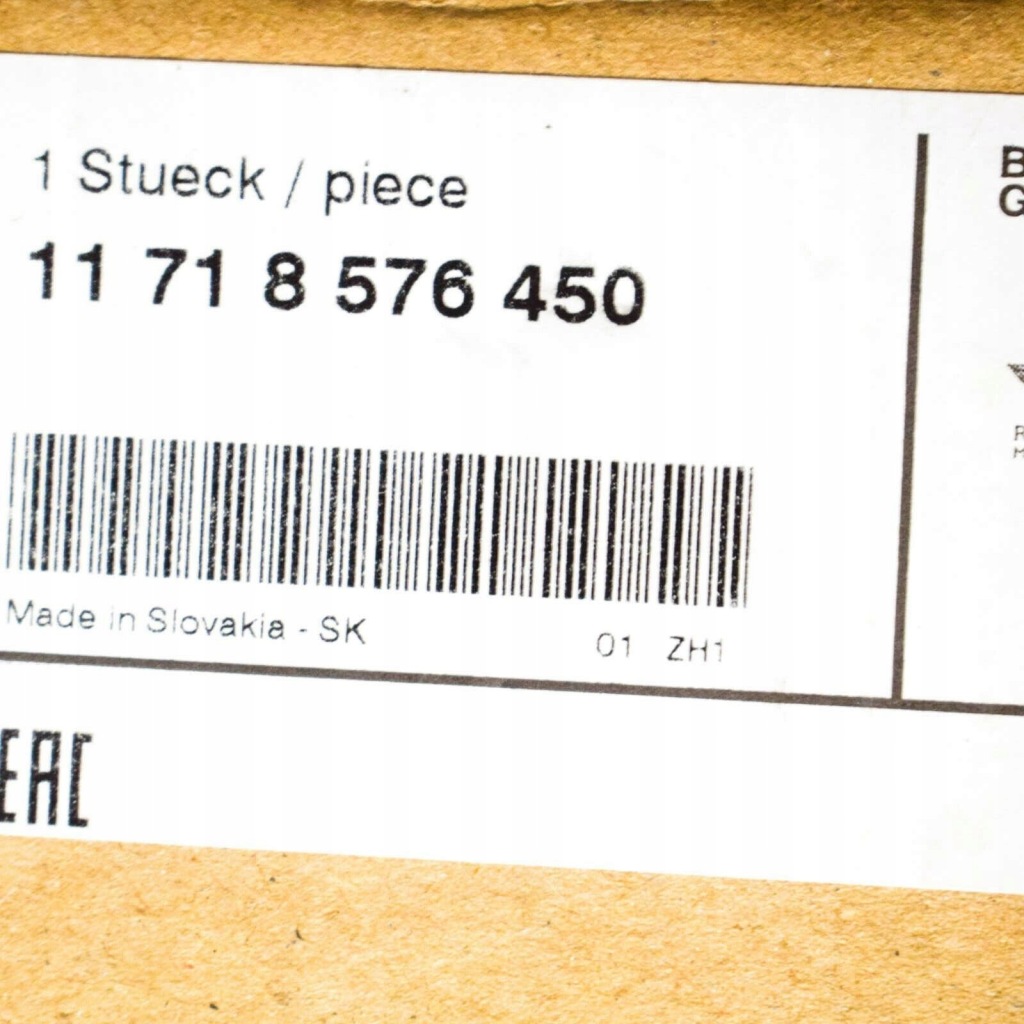 1 Stueck / piece
11 71 8 576 450
Made in Slovakia - SK
01 ZH1
EAC
B
G
R
M